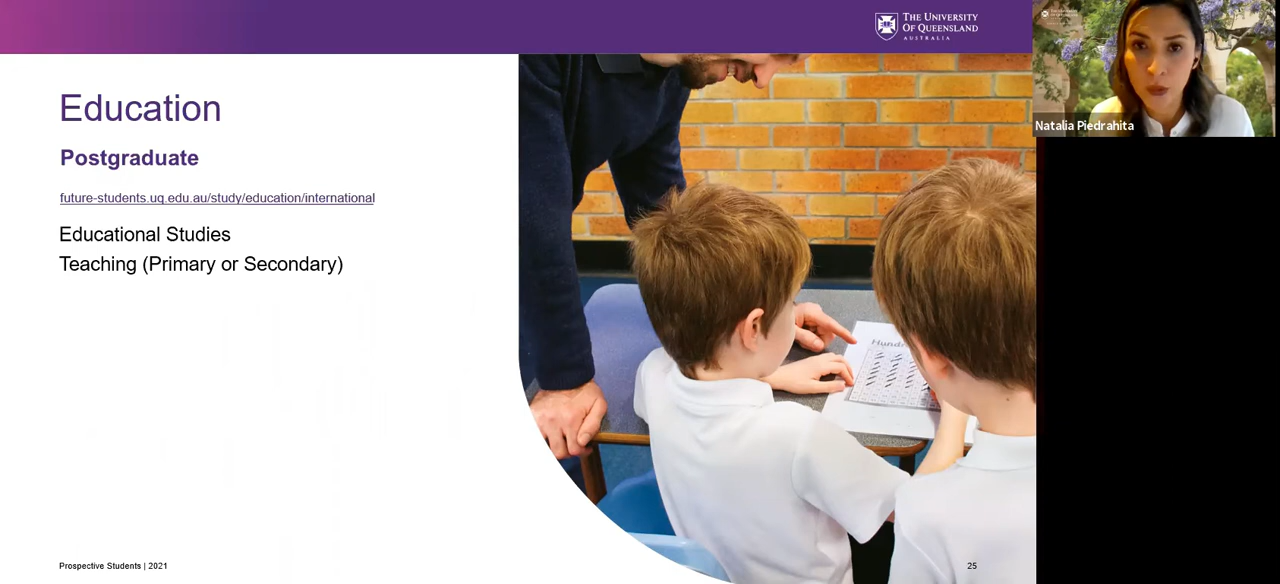 THE UNIVERSITY
OF QUEENSLAND
AUSTRALIA
Natalia Piedrahita
Education
Postgraduate
future-students.uq.edu.au/study/education/international
Educational Studies
Teaching (Primary or Secondary)
Prospective Students | 2021
25